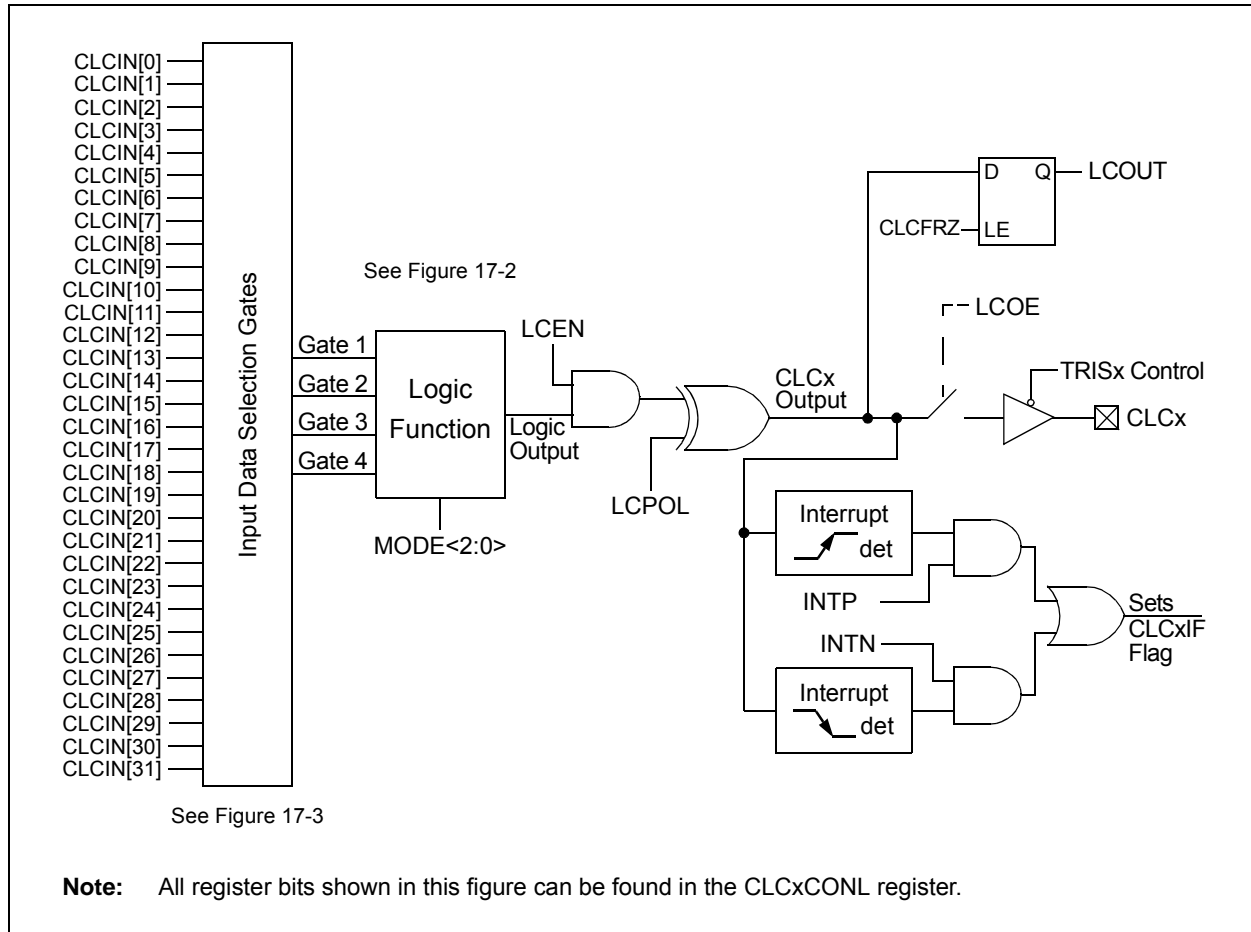 CLCIN[0]
CLCIN[1]
CLCIN[2]
CLCIN[3]
CLCIN[4]
CLCIN[5]
CLCIN[6]
CLCIN[7]
CLCIN[8]
CLCIN[9]
CLCIN[10]
CLCIN[11]
CLCIN[12]
CLCIN[13]
CLCIN[14]
CLCIN[15]
CLCIN[16]
CLCIN[17]
CLCIN[18]
CLCIN[19]
CLCIN[20]
CLCIN[21]
CLCIN[22]
CLCIN[23]
CLCIN[24]
CLCIN[25]
CLCIN[26]
CLCIN[27]
CLCIN[28]
CLCIN[29]
CLCIN[30]
CLCIN[31]
Input Data Selection Gates
See Figure 17-3
Gate 1
Gate 2
Gate 3
Gate 4
See Figure 17-2
Logic
Function
MODE<2:0>
Logic
Output
LCEN
LCPOL
CLCx
Output
D
Q
LE
CLCFRZ
LCOUT
LCOE
TRISx Control
CLCx
Interrupt
det
INTP
INTN
Interrupt
det
Sets
CLCxIF
Flag
Note: All register bits shown in this figure can be found in the CLCxCONL register.